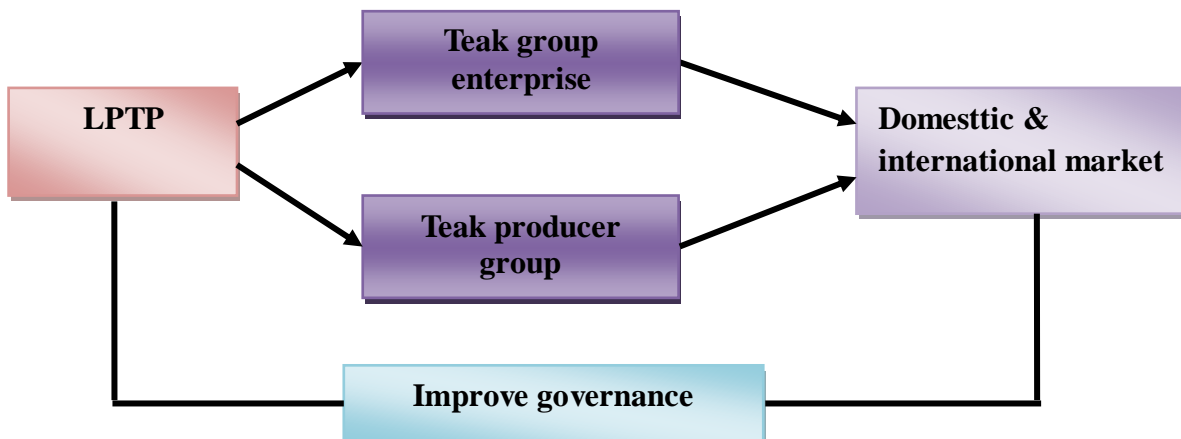 LPTP
Teak group
enterprise
Teak producer
group
Domesttic &
international market
Improve governance